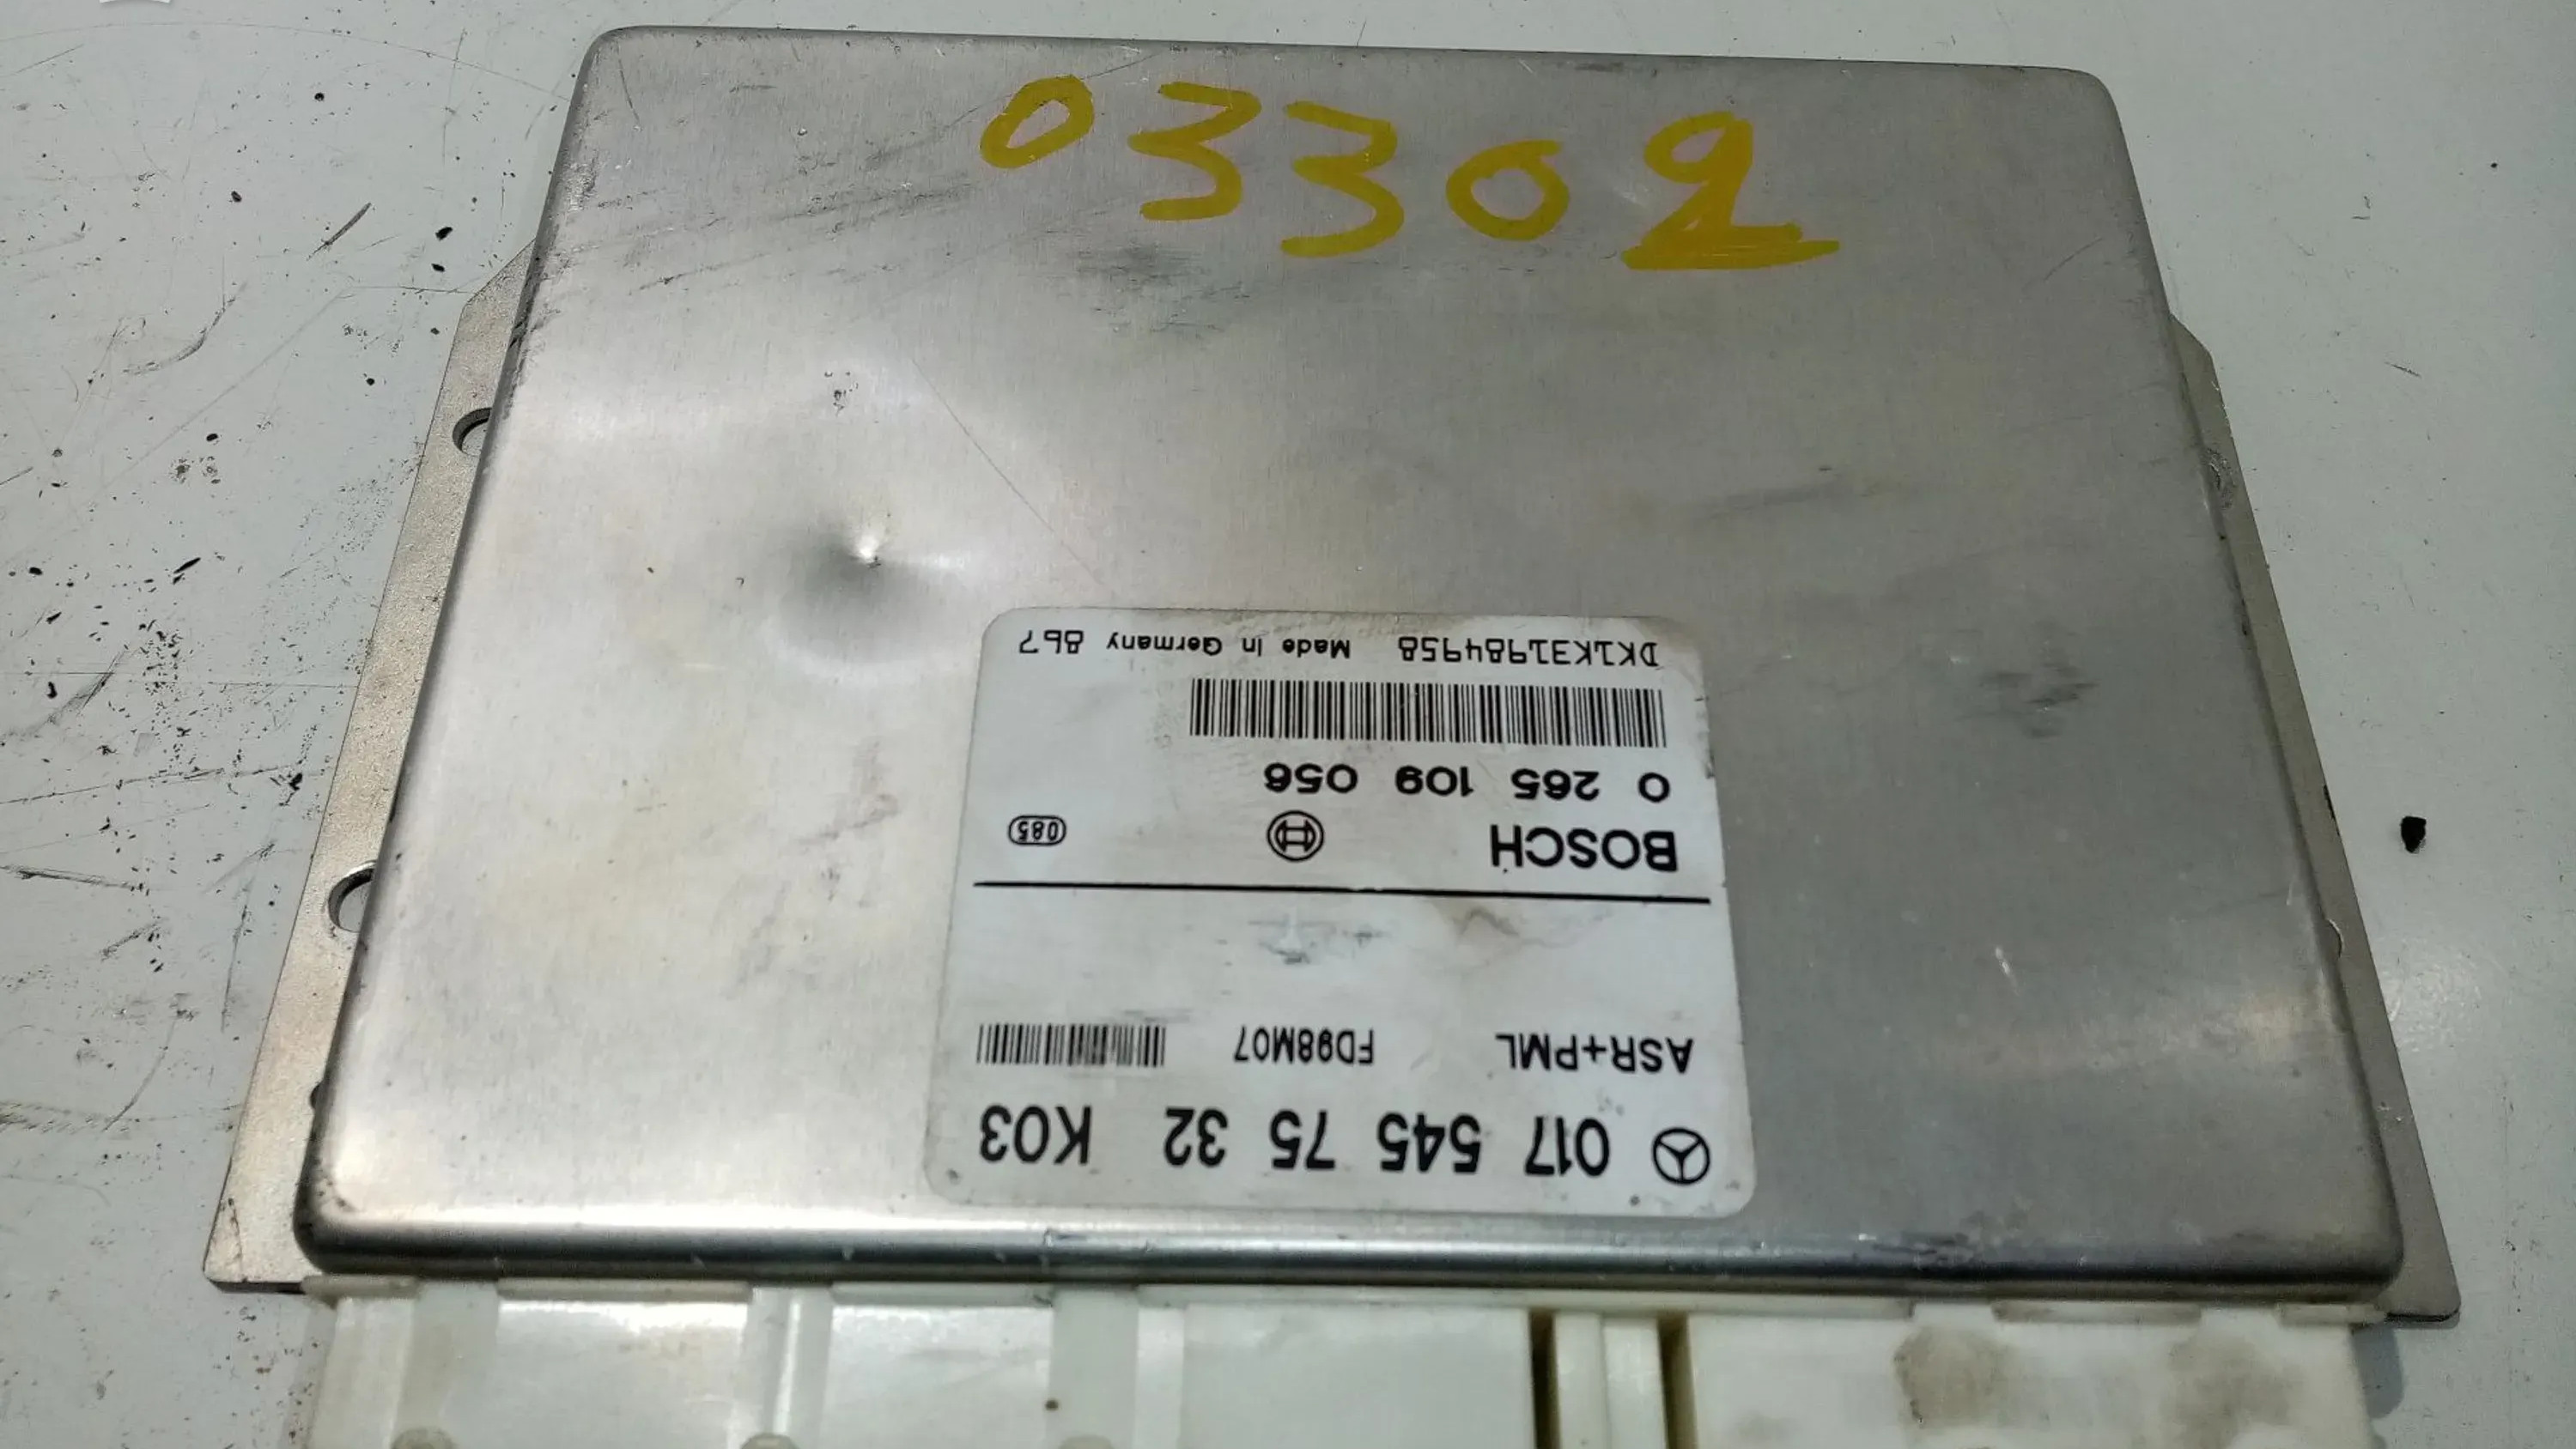 03302
017 545 75 32 K03
ASR+PML FD98M07
BOSCH 085
0 265 109 056
DK1K31984958 Made in Germany 867